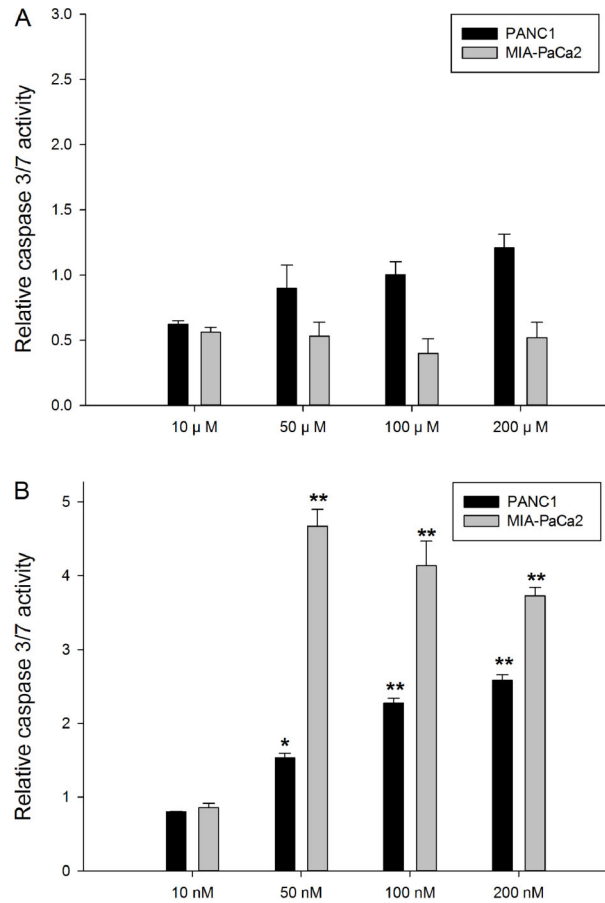 A
PANC1
MIA-PaCa2
Relative caspase 3/7 activity
3.0
2.5
2.0
1.5
1.0
0.5
0.0
10 μ M 50 μ M 100 μ M 200 μ M
B
PANC1
MIA-PaCa2
Relative caspase 3/7 activity
5
4
3
2
1
0
* ** ** ** ** **
10 nM 50 nM 100 nM 200 nM